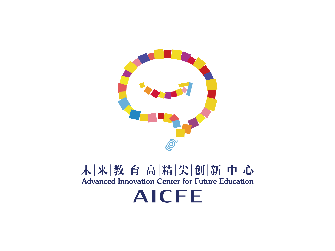 未来教育高精尖创新中心
Advanced Innovation Center for Future Education
AICFE